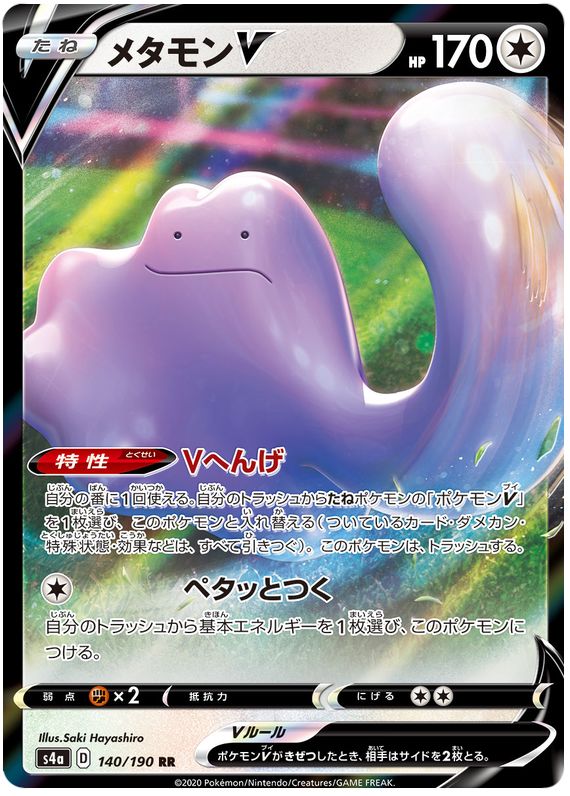 たね
メタモンV
HP 170
特性 とくせい
Vへんげ
自分の番に1回使える。自分のトラッシュからたねポケモンの「ポケモンV」
を1枚選び、このポケモンと入れ替える(ついているカード・ダメカン・
特殊状態・効果などは、すべて引きつぐ)。このポケモンは、トラッシュする。
ペタッとつく
自分のトラッシュから基本エネルギーを1枚選び、このポケモンに
つける。
弱点 ×2 抵抗力 にげる
Illus.Saki Hayashiro
Vルール
s4a D 140/190 RR
ポケモンVがきぜつしたとき、相手はサイドを2枚とる。
©2020 Pokémon/Nintendo/Creatures/GAME FREAK.